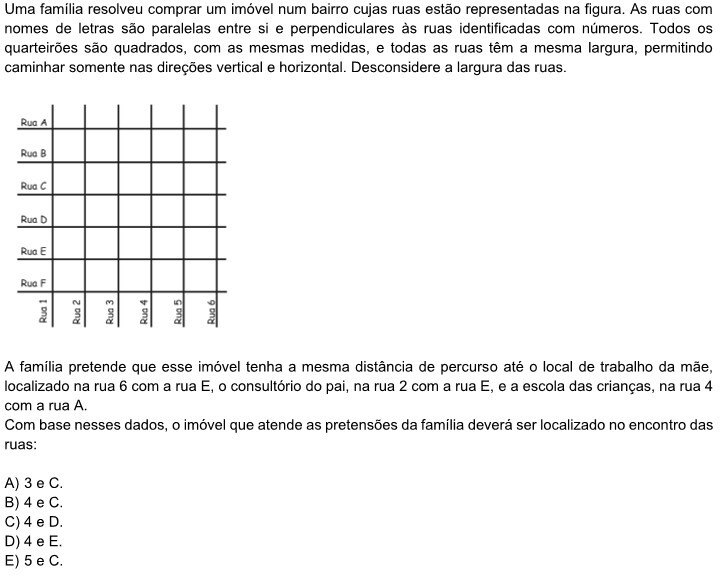 Uma família resolveu comprar um imóvel num bairro cujas ruas estão representadas na figura. As ruas com
nomes de letras são paralelas entre si e perpendiculares às ruas identificadas com números. Todos os
quarteirões são quadrados, com as mesmas medidas, e todas as ruas têm a mesma largura, permitindo
caminhar somente nas direções vertical e horizontal. Desconsidere a largura das ruas.
Rua A
Rua B
Rua C
Rua D
Rua E
Rua F
Rua 1
Rua 2
Rua 3
Rua 4
Rua 5
Rua 6
A família pretende que esse imóvel tenha a mesma distância de percurso até o local de trabalho da mãe,
localizado na rua 6 com a rua E, o consultório do pai, na rua 2 com a rua E, e a escola das crianças, na rua 4
com a rua A.
Com base nesses dados, o imóvel que atende as pretensões da família deverá ser localizado no encontro das
ruas:
A) 3 e C.
B) 4 e C.
C) 4 e D.
D) 4 e E.
E) 5 e C.